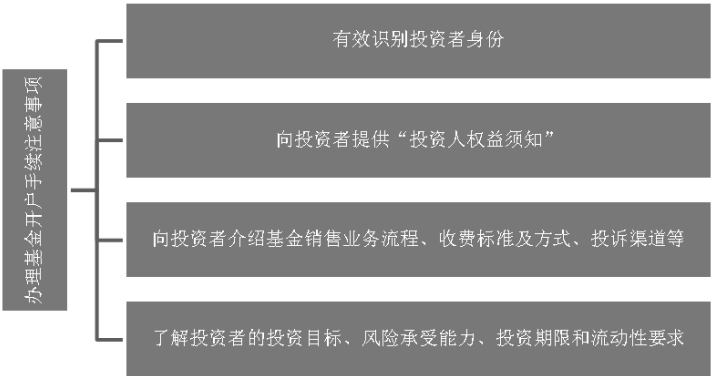 办理基金开户手续注意事项
有效识别投资者身份
向投资者提供“投资人权益须知”
向投资者介绍基金销售业务流程、收费标准及方式、投诉渠道等
了解投资者的投资目标、风险承受能力、投资期限和流动性要求